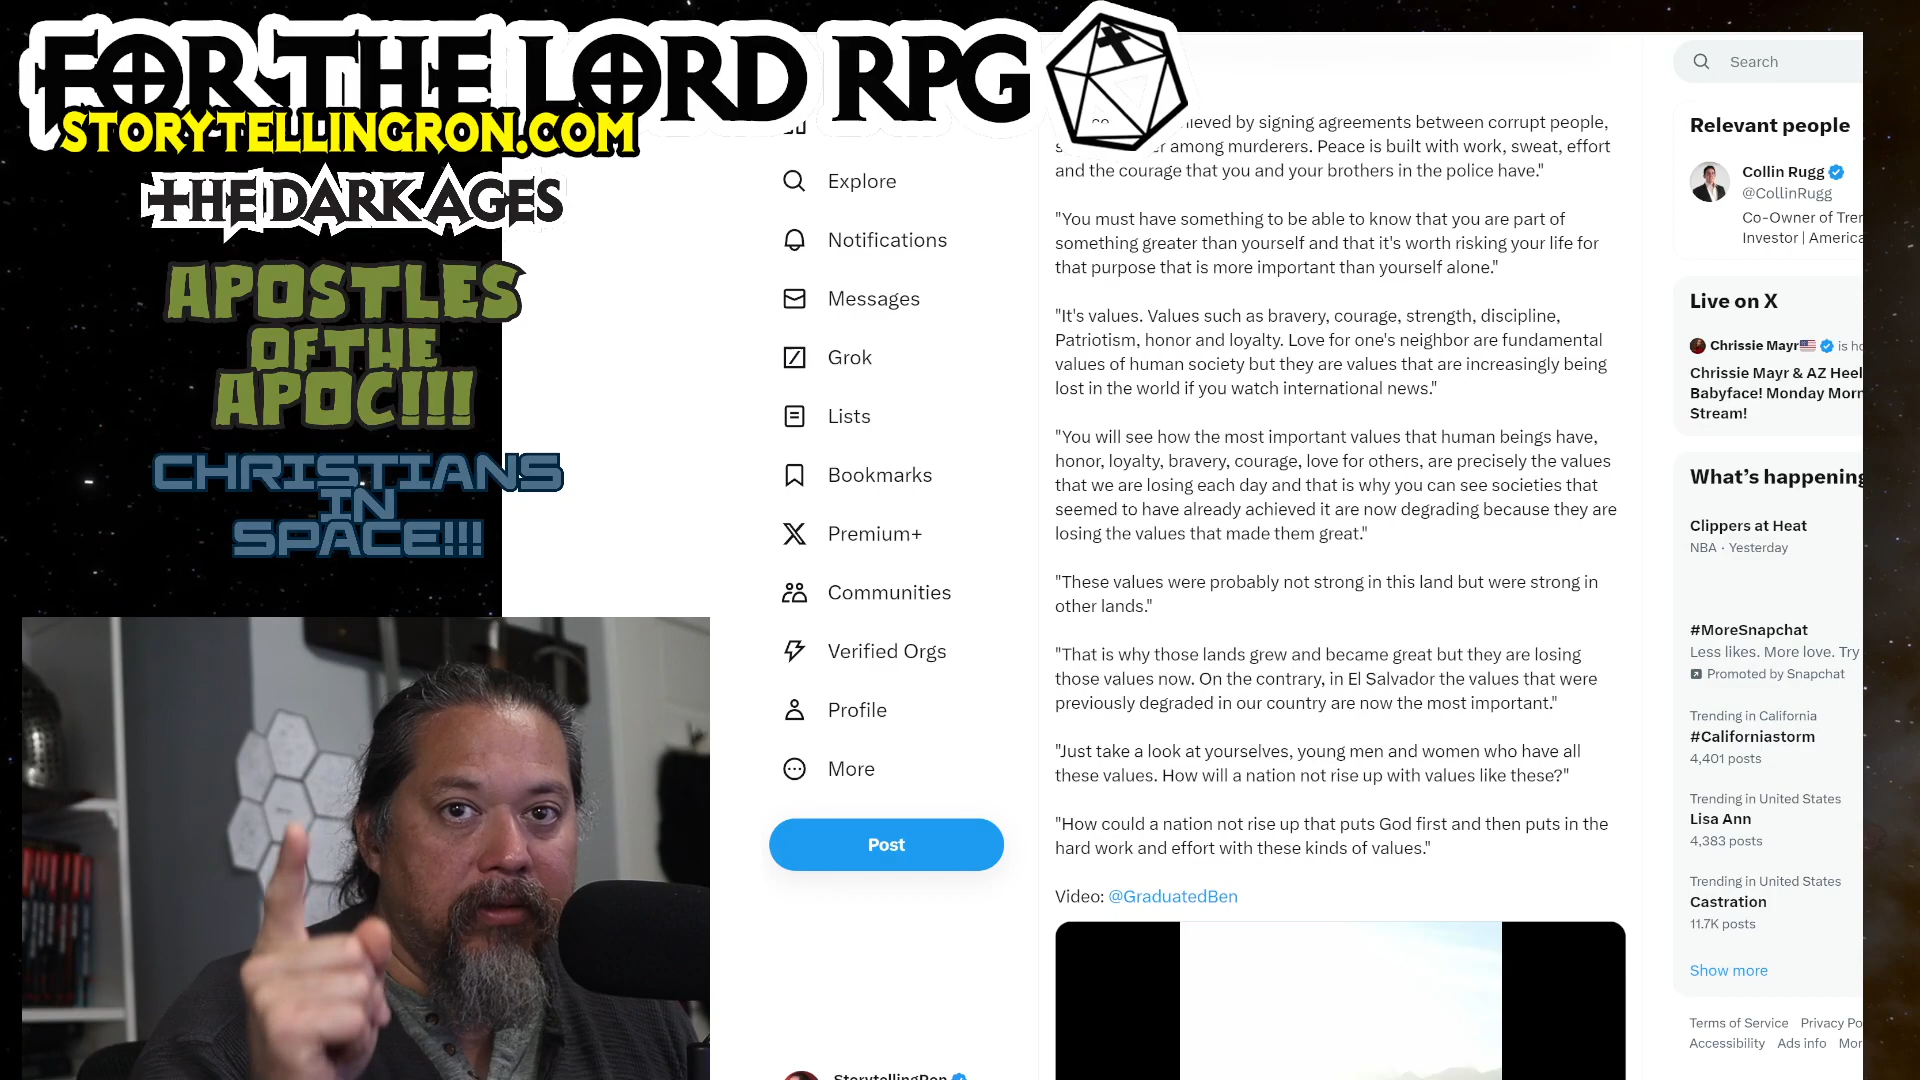 FOR THE LORD RPG
STORYTELLINGRON.COM
THE DARK AGES
APOSTLES
OF THE
APOC!!!
CHRISTIANS
IN
SPACE!!!
Explore
Notifications
Messages
Grok
Lists
Bookmarks
Premium+
Communities
Verified Orgs
Profile
More
Post
StorytellingRon
by signing agreements between corrupt people,
among murderers. Peace is built with work, sweat, effort
and the courage that you and your brothers in the police have."
"You must have something to be able to know that you are part of
something greater than yourself and that it's worth risking your life for
that purpose that is more important than yourself alone."
"It's values. Values such as bravery, courage, strength, discipline,
Patriotism, honor and loyalty. Love for one's neighbor are fundamental
values of human society but they are values that are increasingly being
lost in the world if you watch international news."
"You will see how the most important values that human beings have,
honor, loyalty, bravery, courage, love for others, are precisely the values
that we are losing each day and that is why you can see societies that
seemed to have already achieved it are now degrading because they are
losing the values that made them great."
"These values were probably not strong in this land but were strong in
other lands."
"That is why those lands grew and became great but they are losing
those values now. On the contrary, in El Salvador the values that were
previously degraded in our country are now the most important."
"Just take a look at yourselves, young men and women who have all
these values. How will a nation not rise up with values like these?"
"How could a nation not rise up that puts God first and then puts in the
hard work and effort with these kinds of values."
Video: @GraduatedBen
Search
Relevant people
Collin Rugg
@CollinRugg
Co-Owner of Tren
Investor | America
Live on X
Chrissie Mayr is ho
Chrissie Mayr & AZ Heel
Babyface! Monday Morn
Stream!
What's happening
Clippers at Heat
NBA · Yesterday
#MoreSnapchat
Less likes. More love. Try
Promoted by Snapchat
Trending in California
#Californiastorm
4,401 posts
Trending in United States
Lisa Ann
4,383 posts
Trending in United States
Castration
11.7K posts
Show more
Terms of Service Privacy Po
Accessibility Ads info Mor